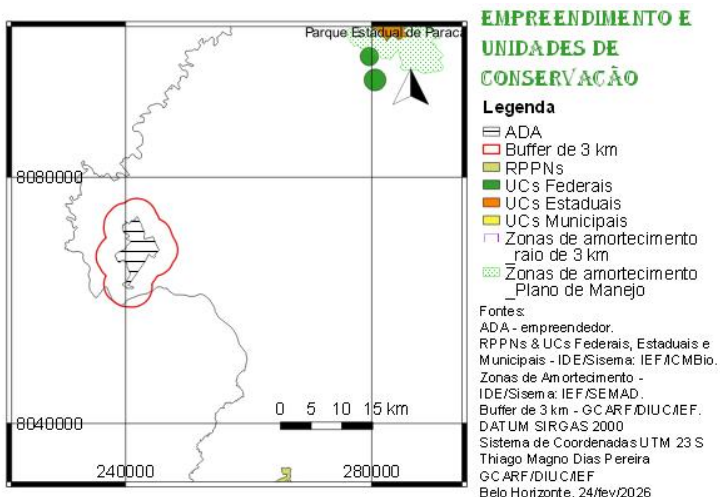 Parque Estadual de Paraca
8080000
8040000
240000
280000
0 5 10 15 km
EMPREENDIMENTO E
UNIDADES DE
CONSERVAÇÃO
Legenda
ADA
Buffer de 3 km
RPPNs
UCs Federais
UCs Estaduais
UCs Municipais
Zonas de amortecimento
_raio de 3 km
Zonas de amortecimento
_Plano de Manejo
Fontes:
ADA - empreendedor.
RPPNs & UCs Federais, Estaduais e
Municipais - IDE/Sisema: IEF/ICMBio.
Zonas de Amortecimento -
IDE/Sisema: IEF/SEMAD.
Buffer de 3 km - GCARF/DIUC/IEF.
DATUM SIRGAS 2000
Sistema de Coordenadas UTM 23 S
Thiago Magno Dias Pereira
GCARF/DIUC/IEF
Belo Horizonte, 24/fev/2026